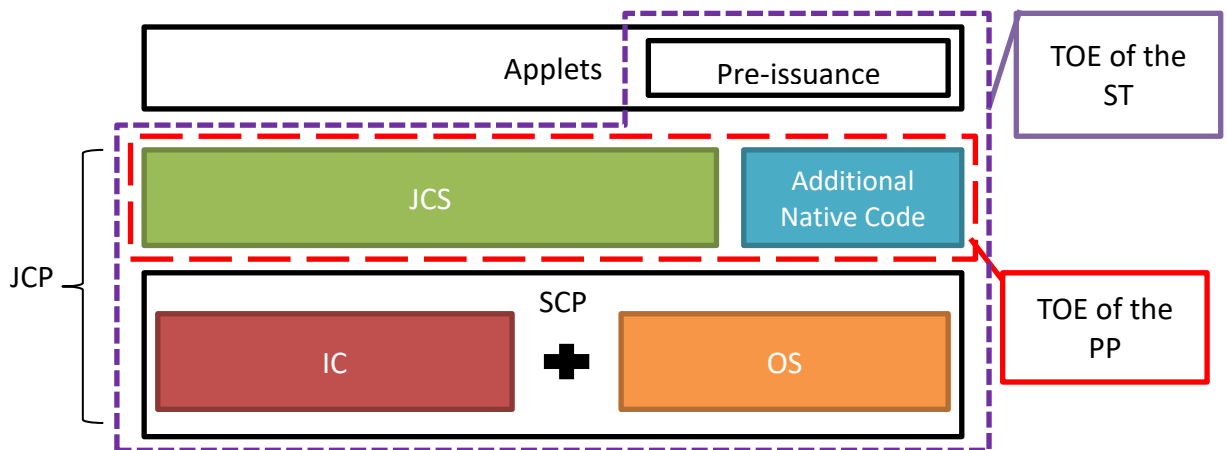 Applets
Pre-issuance
TOE of the
ST
JCS
Additional
Native Code
JCP
SCP
IC
OS
TOE of the
PP